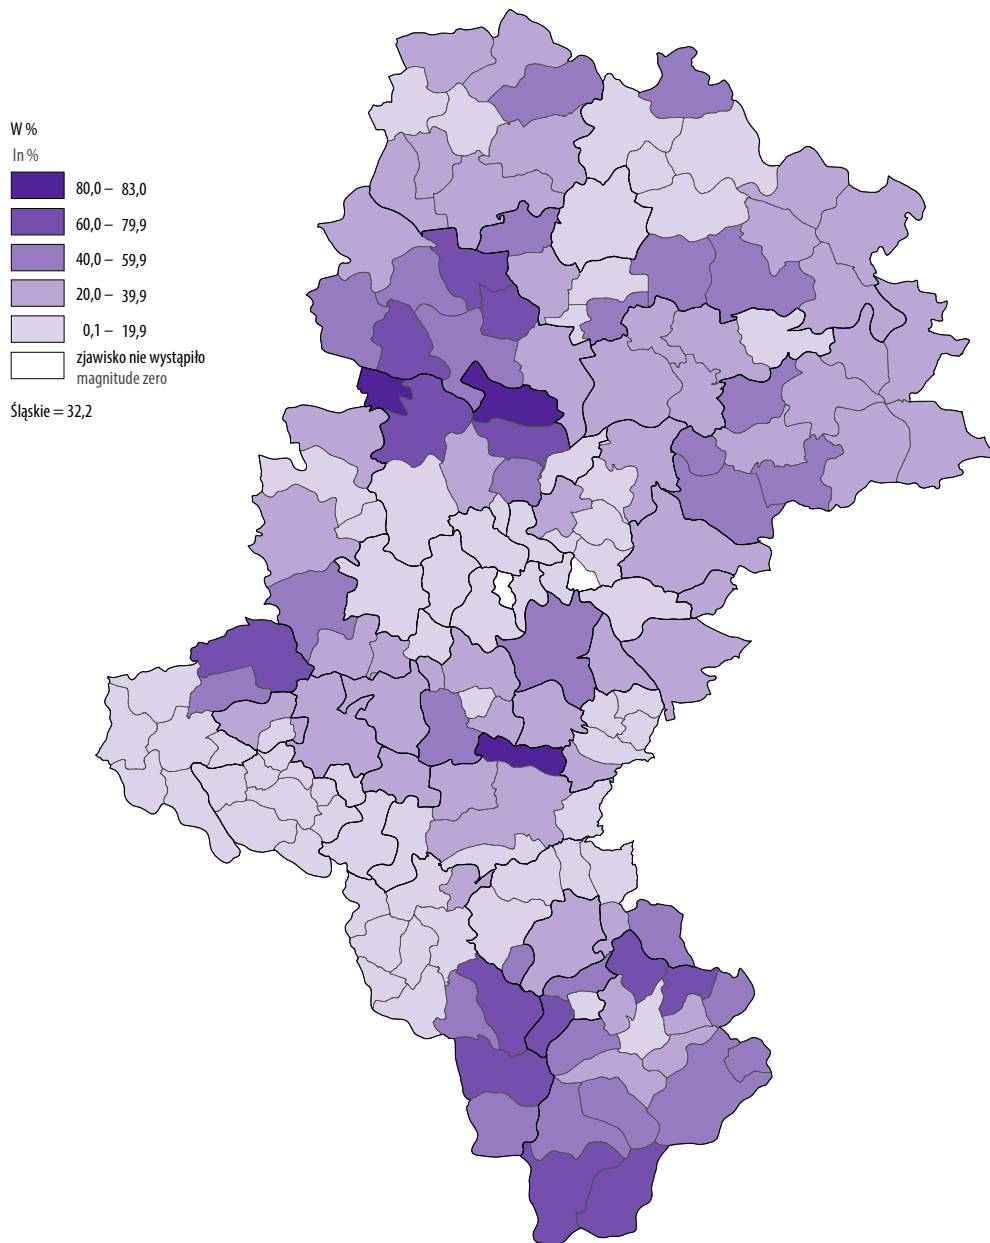 W %
In %
80,0 – 83,0
60,0 – 79,9
40,0 – 59,9
20,0 – 39,9
0,1 – 19,9
zjawisko nie wystąpiło
magnitude zero
Śląskie = 32,2